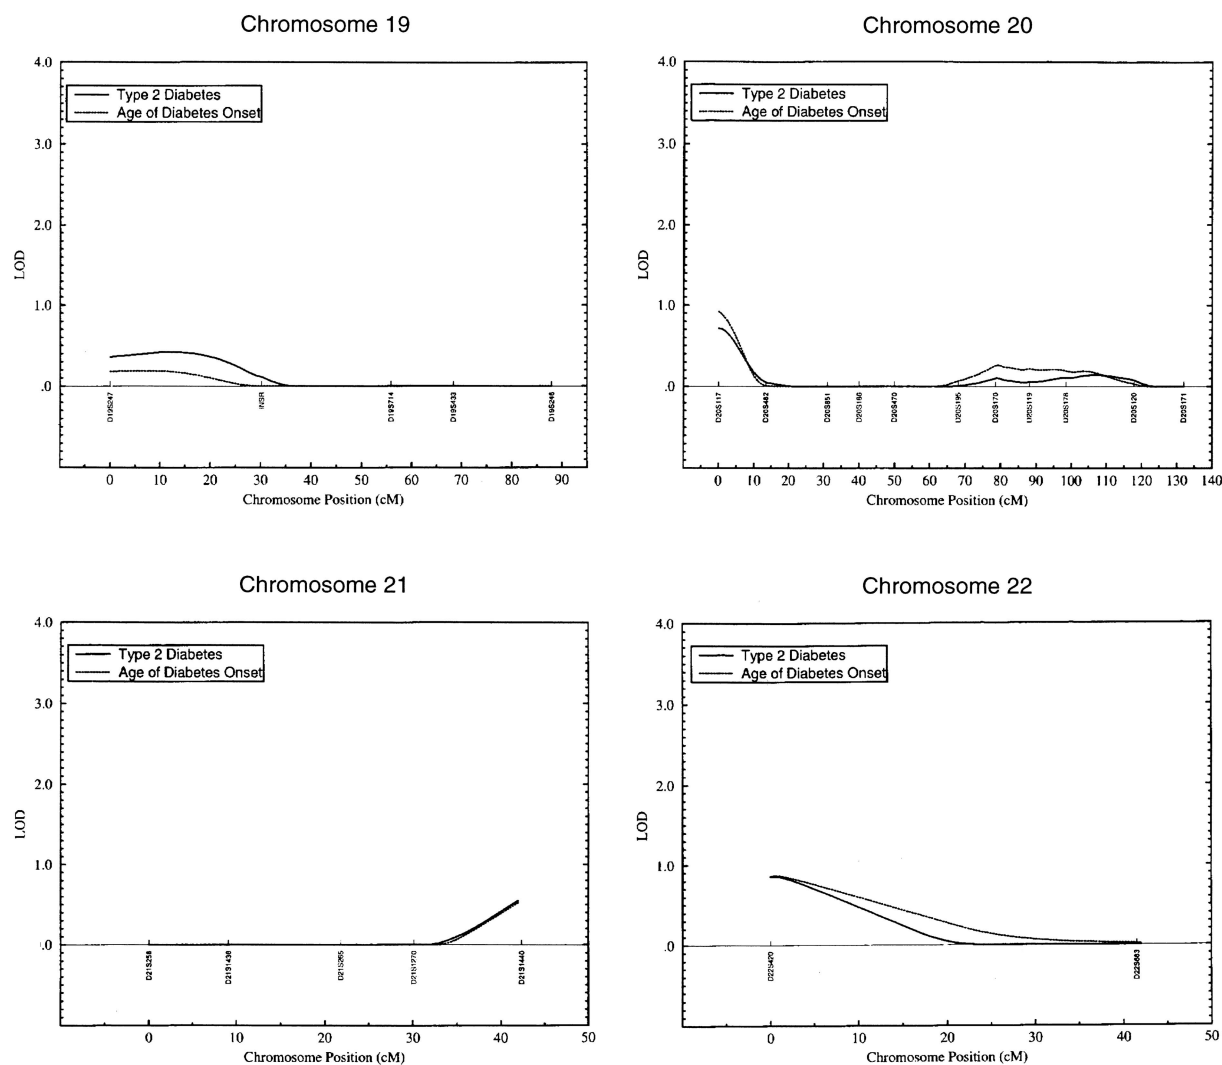 Chromosome 19
4.0
Type 2 Diabetes
Age of Diabetes Onset
3.0
2.0
LOD
1.0
.0
D19S247
INSR
D19S714
D19S433
D19S246
0 10 20 30 40 50 60 70 80 90
Chromosome Position (cM)
Chromosome 20
4.0
Type 2 Diabetes
Age of Diabetes Onset
3.0
2.0
LOD
1.0
.0
D20S117
D20S482
D20S851
D20S470
D20S195
D20S170
D20S119
D20S178
D20S120
D20S171
0 10 20 30 40 50 60 70 80 90 100 110 120 130 140
Chromosome Position (cM)
Chromosome 21
4.0
Type 2 Diabetes
Age of Diabetes Onset
3.0
2.0
LOD
1.0
.0
D21S1270
D21S1440
0 10 20 30 40 50
Chromosome Position (cM)
Chromosome 22
4.0
Type 2 Diabetes
Age of Diabetes Onset
3.0
2.0
LOD
1.0
.0
D22S420
D22S683
0 10 20 30 40 50
Chromosome Position (cM)